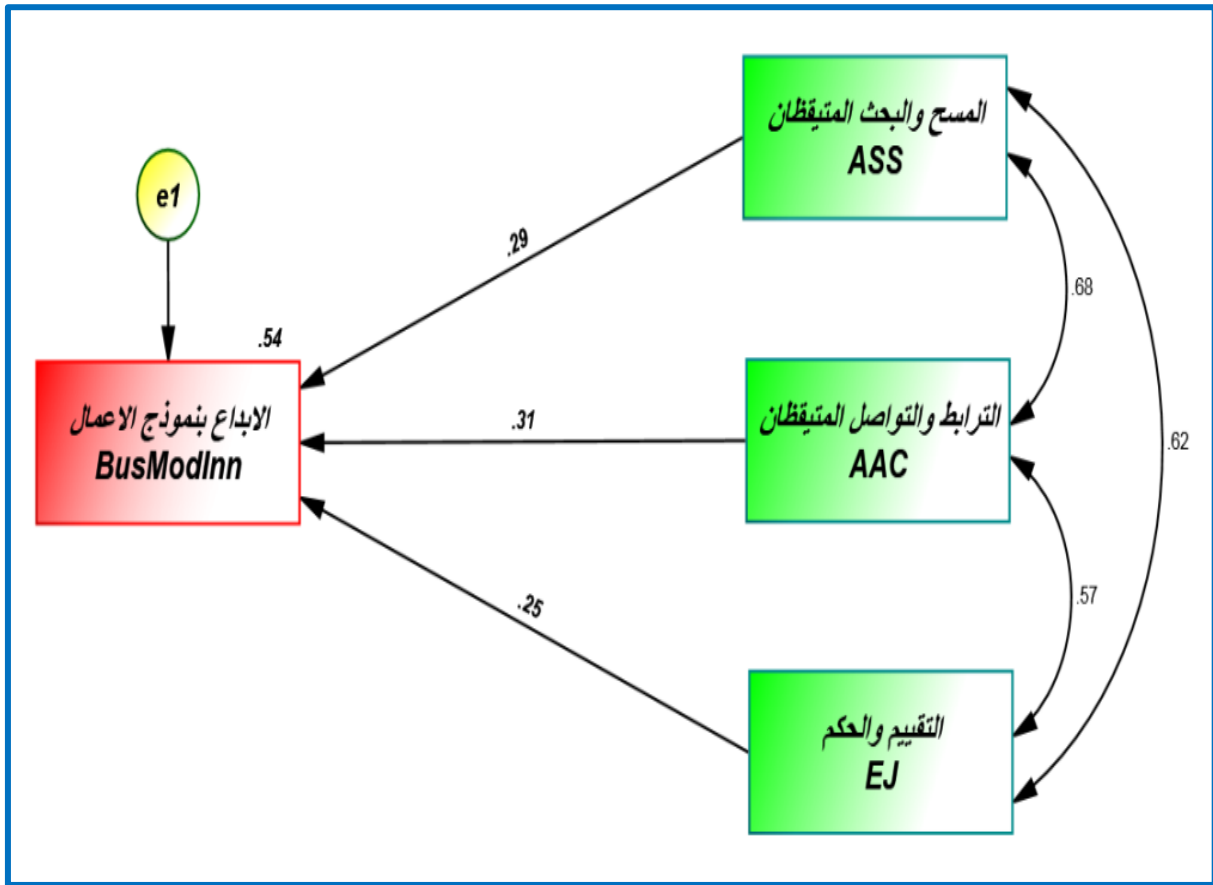 المسح والبحث المتيقظان
ASS
e1
.29
.68
.54
الابداع بنموذج الاعمال
BusModInn
.31
الترابط والتواصل المتيقظان
AAC
.62
.25
.57
التقييم والحكم
EJ